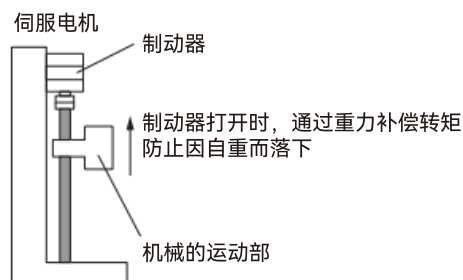 伺服电机
制动器
制动器打开时，通过重力补偿转矩
防止因自重而落下
机械的运动部